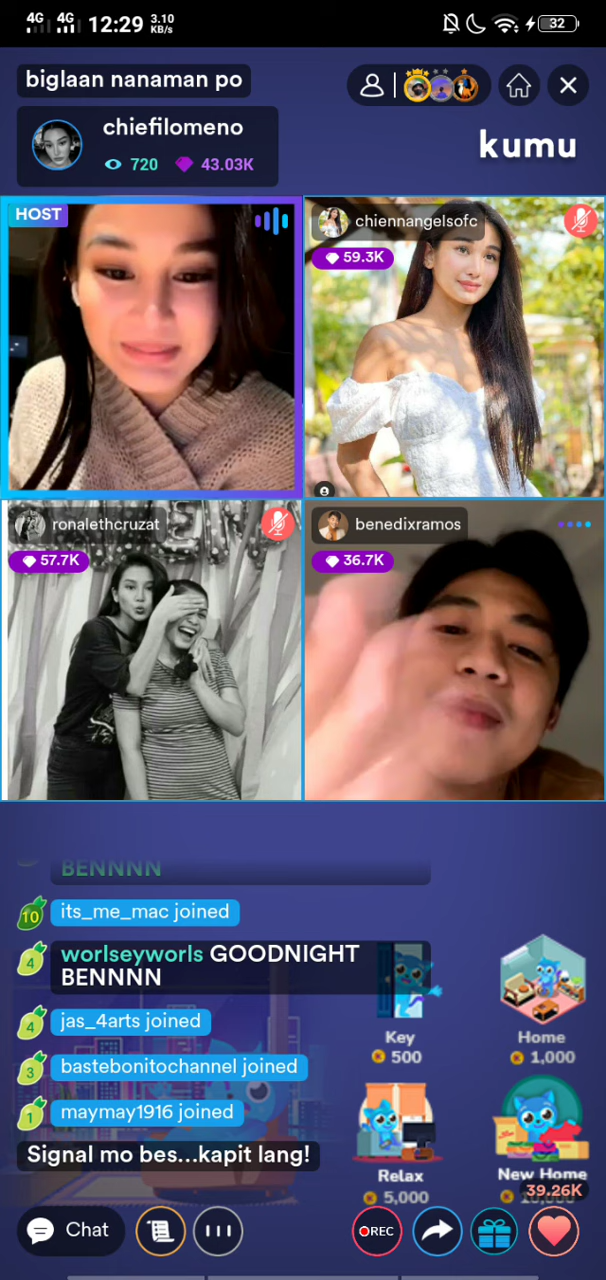 4G 4G 12:29 3.10 KB/s 32
biglaan nanaman po
chiefilomeno
720 43.03K
kumu
HOST
chiennangelsofc
59.3K
ronalethcruzat
57.7K
benedixramos
36.7K
BENNNN
10 its_me_mac joined
4 worlseyworls GOODNIGHT
BENNNN
4 jas_4arts joined
3 bastebonitochannel joined
1 maymay1916 joined
Signal mo bes...kapit lang!
Key
500
Home
1,000
Relax
5,000
New Home
39.26K
Chat
REC